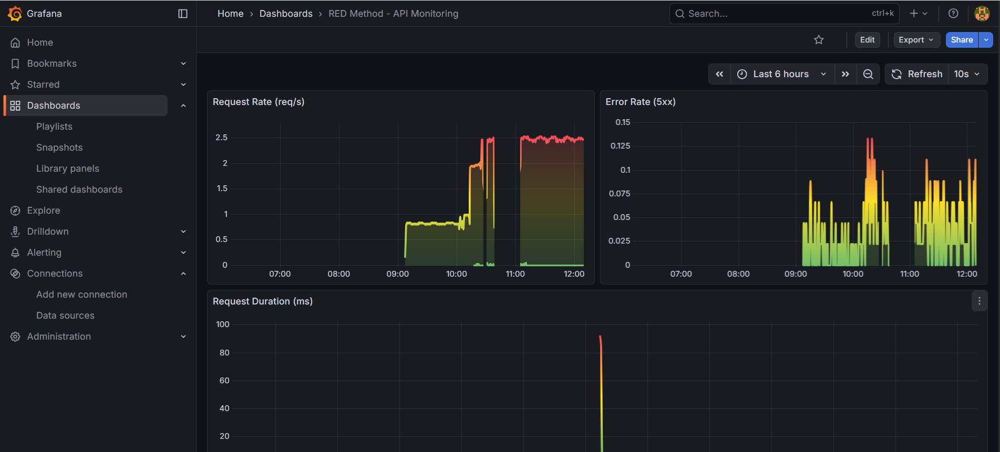 Grafana
Home › Dashboards › RED Method - API Monitoring
Search...
ctrl+k
Home
Bookmarks
Starred
Dashboards
Playlists
Snapshots
Library panels
Shared dashboards
Explore
Drilldown
Alerting
Connections
Add new connection
Data sources
Administration
Edit
Export
Share
Last 6 hours
Refresh
10s
Request Rate (req/s)
2.5
2
1.5
1
0.5
0
07:00 08:00 09:00 10:00 11:00 12:00
Error Rate (5xx)
0.15
0.125
0.1
0.075
0.05
0.025
0
07:00 08:00 09:00 10:00 11:00 12:00
Request Duration (ms)
100
80
60
40
20